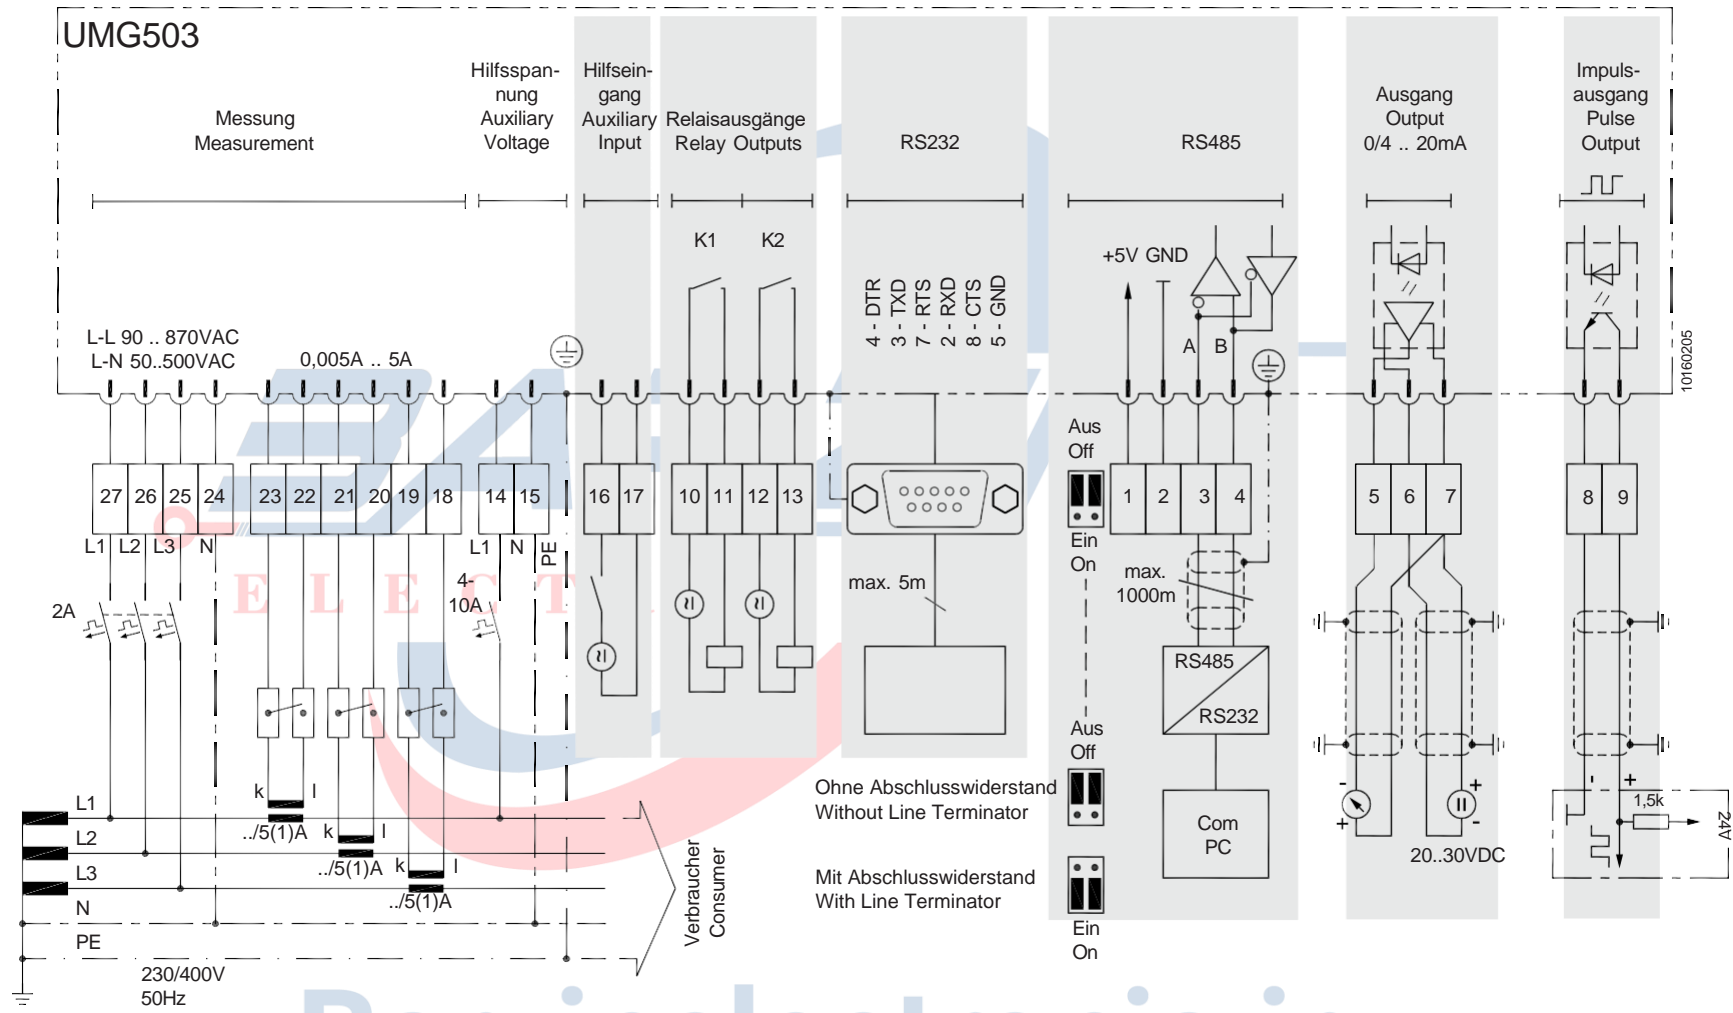 UMG503
Messung
Measurement
Hilfsspan-
nung
Auxiliary
Voltage
Hilfsein-
gang
Auxiliary
Input
Relaisausgänge
Relay Outputs
RS232
RS485
Ausgang
Output
0/4 .. 20mA
Impuls-
ausgang
Pulse
Output
K1 K2
4 - DTR
3 - TXD
7 - RTS
2 - RXD
8 - CTS
5 - GND
+5V GND
A B
L-L 90 .. 870VAC
L-N 50..500VAC
0,005A .. 5A
10160205
Aus
Off
27 26 25 24 23 22 21 20 19 18 14 15 16 17 10 11 12 13 1 2 3 4 5 6 7 8 9
Ein
On
L1 L2 L3 N
L1 N PE
2A
4-
10A
max. 5m
max.
1000m
RS485
RS232
Aus
Off
k l
../5(1)A
k l
../5(1)A
k l
../5(1)A
L1
L2
L3
N
PE
230/400V
50Hz
Verbraucher
Consumer
Ohne Abschlusswiderstand
Without Line Terminator
Mit Abschlusswiderstand
With Line Terminator
Ein
On
Com
PC
- +
+ -
20..30VDC
- +
1,5k
24V
E L E C T